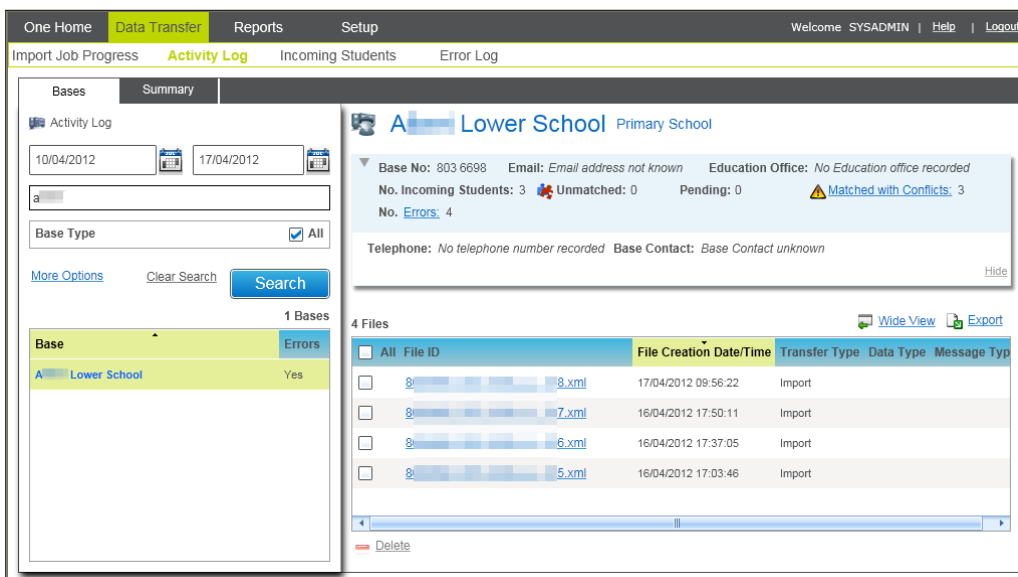 One Home Data Transfer Reports Setup Welcome SYSADMIN | Help | Logout
Import Job Progress Activity Log Incoming Students Error Log
Bases Summary
Activity Log
10/04/2012 17/04/2012
a
Base Type All
More Options Clear Search Search
1 Bases
Base Errors
A Lower School Yes
A Lower School Primary School
Base No: 803 6698 Email: Email address not known Education Office: No Education office recorded
No. Incoming Students: 3 Unmatched: 0 Pending: 0 Matched with Conflicts: 3
No. Errors: 4
Telephone: No telephone number recorded Base Contact: Base Contact unknown
Hide
4 Files Wide View Export
All File ID File Creation Date/Time Transfer Type Data Type Message Typ
8 8.xml 17/04/2012 09:56:22 Import
8 7.xml 16/04/2012 17:50:11 Import
8 6.xml 16/04/2012 17:37:05 Import
8 5.xml 16/04/2012 17:03:46 Import
Delete